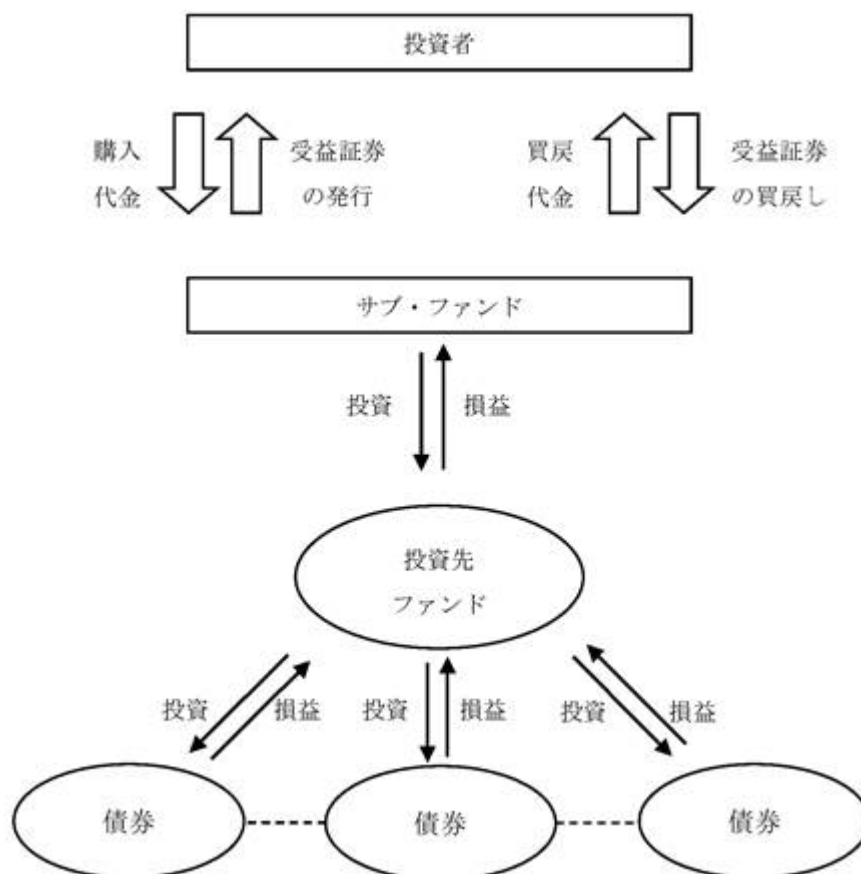 投資者
購入
代金
受益証券
の発行
買戻
代金
受益証券
の買戻し
サブ・ファンド
投資
損益
投資先
ファンド
投資
損益
投資
損益
投資
損益
債券
債券
債券